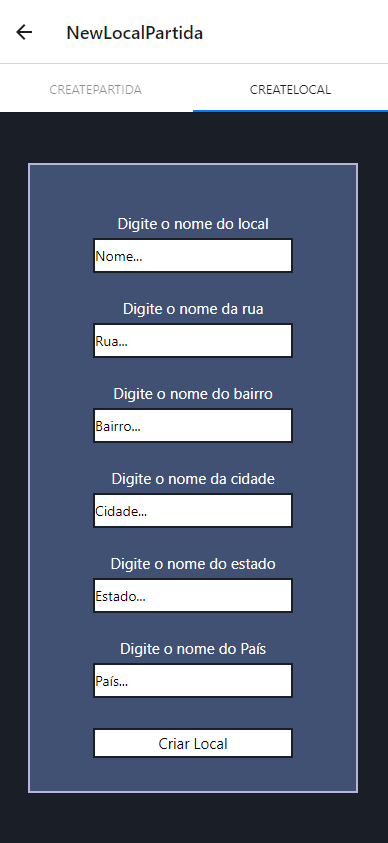 NewLocalPartida
CREATEPARTIDA
CREATELOCAL
Digite o nome do local
Nome...
Digite o nome da rua
Rua...
Digite o nome do bairro
Bairro...
Digite o nome da cidade
Cidade...
Digite o nome do estado
Estado...
Digite o nome do País
País...
Criar Local